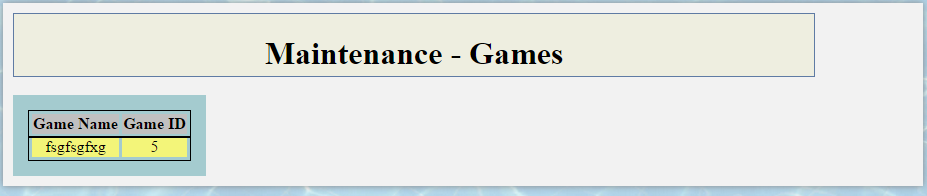 Maintenance - Games
Game Name Game ID
fsgfsgfxg 5